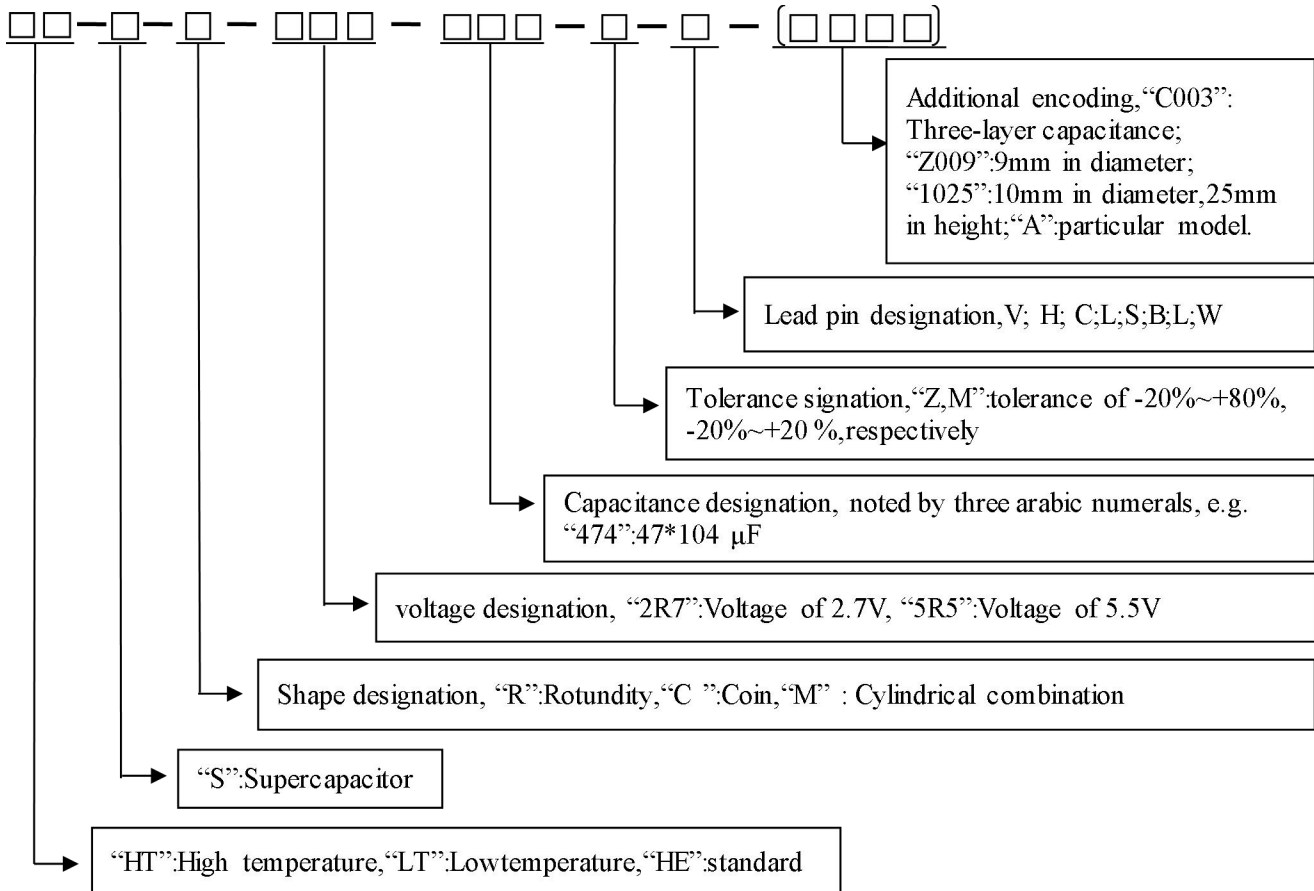 □□—□—□—□□□—□□□—□—□—(□□□□)
Additional encoding,“C003”:
Three-layer capacitance;
“Z009”:9mm in diameter;
“1025”:10mm in diameter,25mm
in height;“A”:particular model.
Lead pin designation,V; H; C;L;S;B;L;W
Tolerance signation,“Z,M”:tolerance of -20%~+80%,
-20%~+20 %,respectively
Capacitance designation, noted by three arabic numerals, e.g.
“474”:47*104 μF
voltage designation, “2R7”:Voltage of 2.7V, “5R5”:Voltage of 5.5V
Shape designation, “R”:Rotundity,“C ”:Coin,“M” : Cylindrical combination
“S”:Supercapacitor
“HT”:High temperature,“LT”:Lowtemperature,“HE”:standard